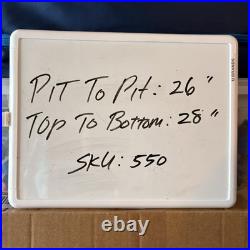 PIT TO Pit: 26"
TOP TO BOTTOM: 28"
SKU: 550